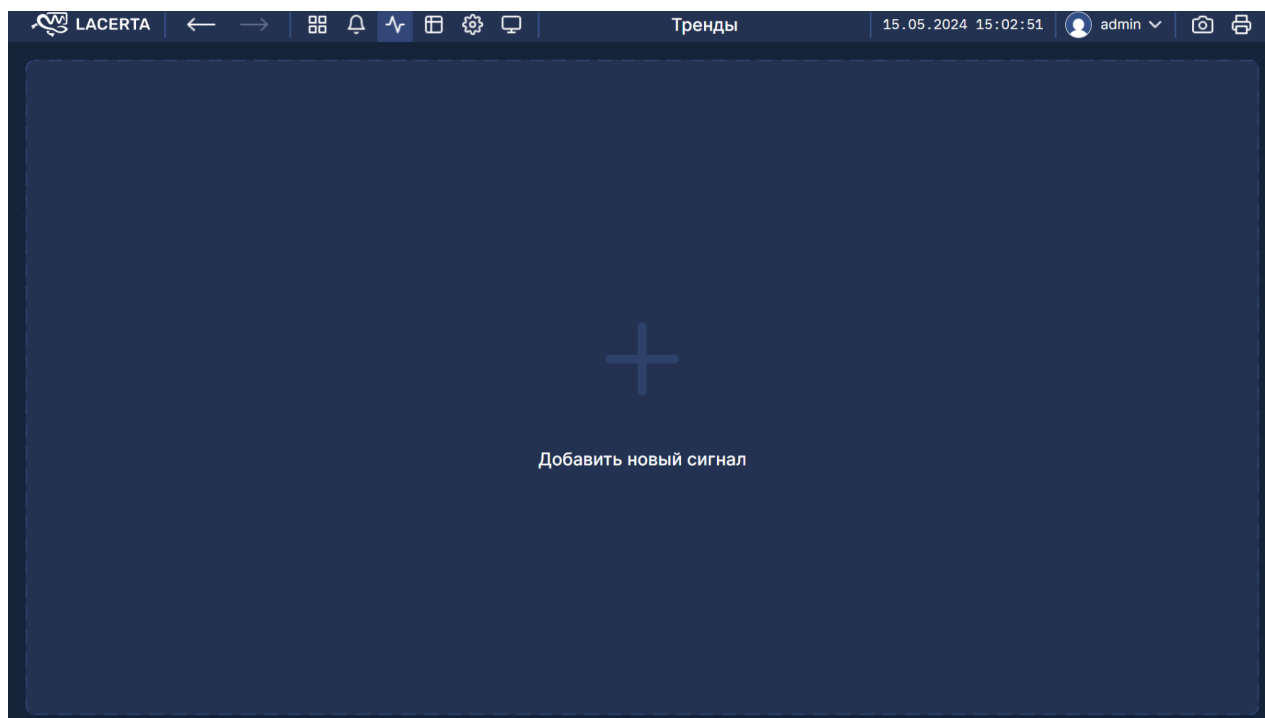 LACERTA
Тренды
15.05.2024 15:02:51
admin
Добавить новый сигнал